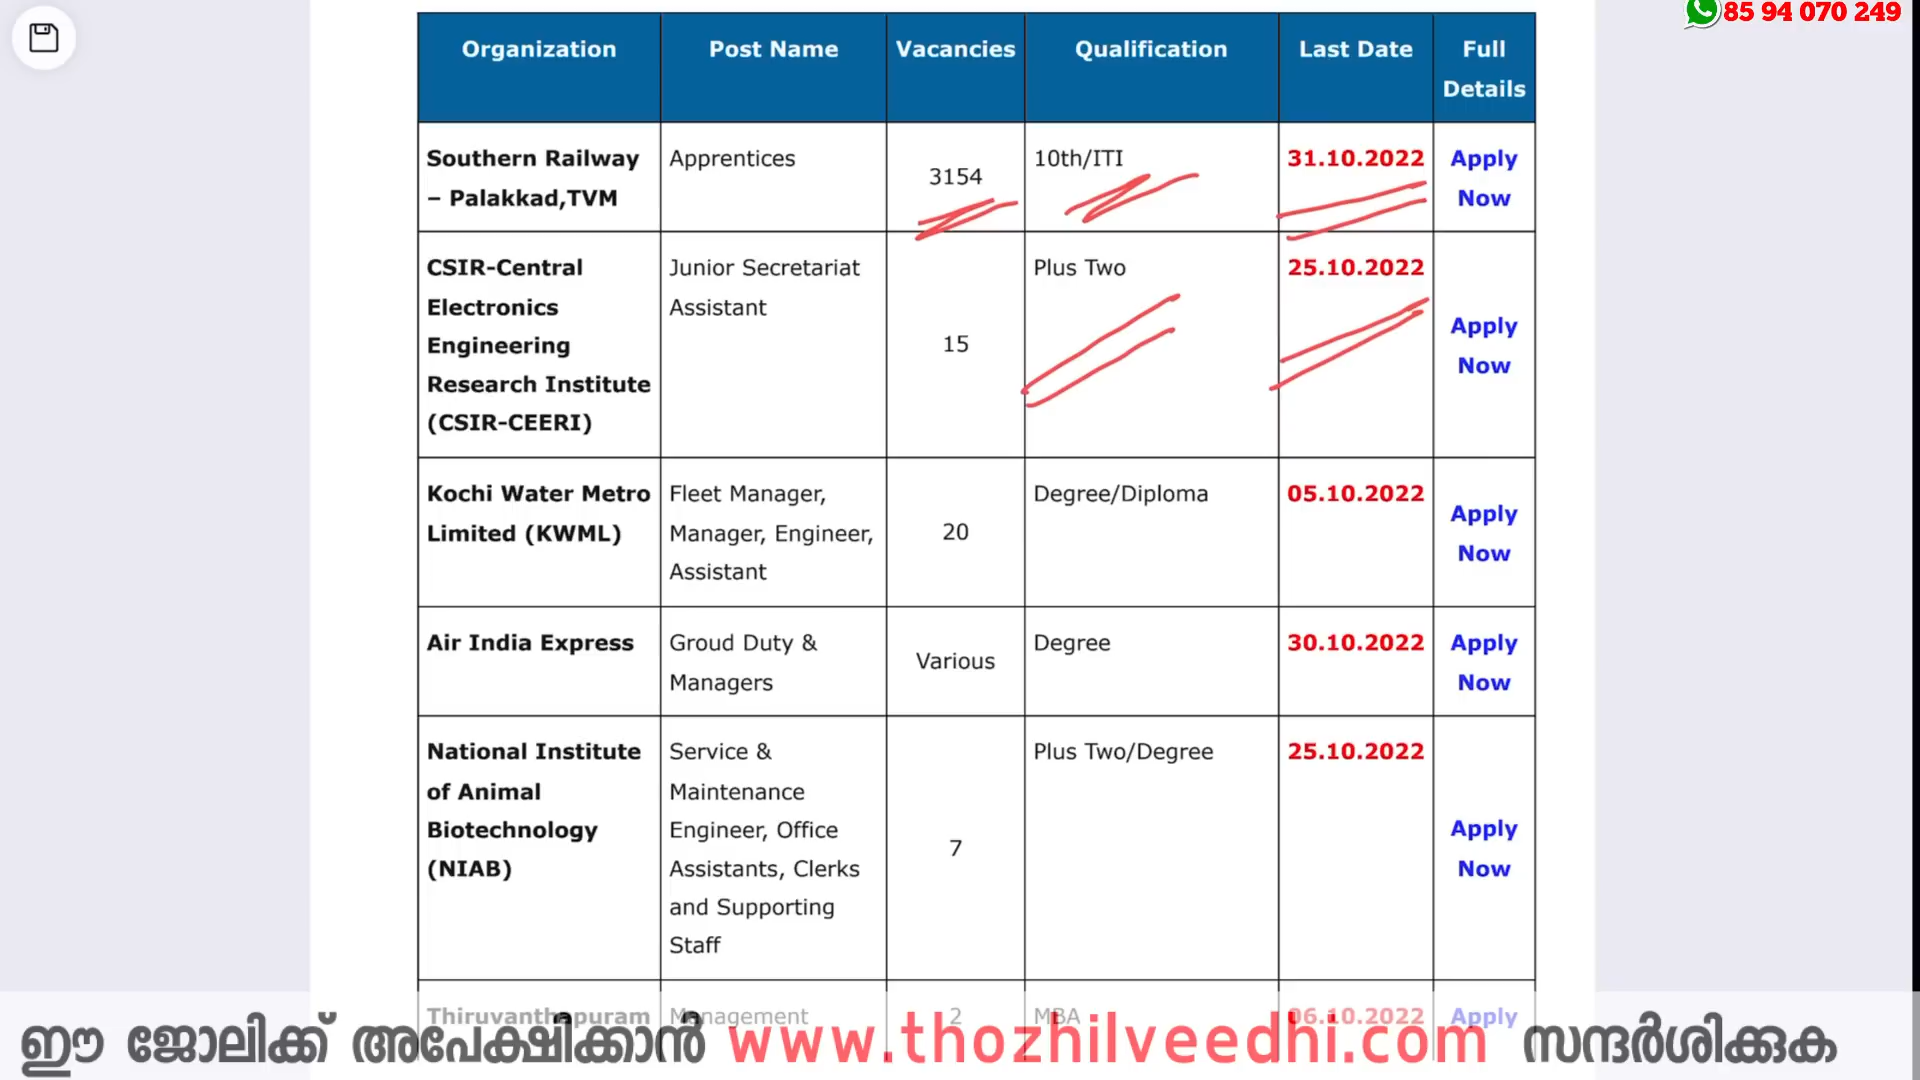 85 94 070 249
Organization
Post Name
Vacancies
Qualification
Last Date
Full
Details
Southern Railway
– Palakkad,TVM
Apprentices
3154
10th/ITI
31.10.2022
Apply
Now
CSIR-Central
Electronics
Engineering
Research Institute
(CSIR-CEERI)
Junior Secretariat
Assistant
15
Plus Two
25.10.2022
Apply
Now
Kochi Water Metro
Limited (KWML)
Fleet Manager,
Manager, Engineer,
Assistant
20
Degree/Diploma
05.10.2022
Apply
Now
Air India Express
Groud Duty &
Managers
Various
Degree
30.10.2022
Apply
Now
National Institute
of Animal
Biotechnology
(NIAB)
Service &
Maintenance
Engineer, Office
Assistants, Clerks
and Supporting
Staff
7
Plus Two/Degree
25.10.2022
Apply
Now
Thiruvanthapuram
Management
2
MBA
06.10.2022
Apply
ഈ ജോലിക്ക് അപേക്ഷിക്കാൻ www.thozhilveedhi.com സന്ദർശിക്കുക